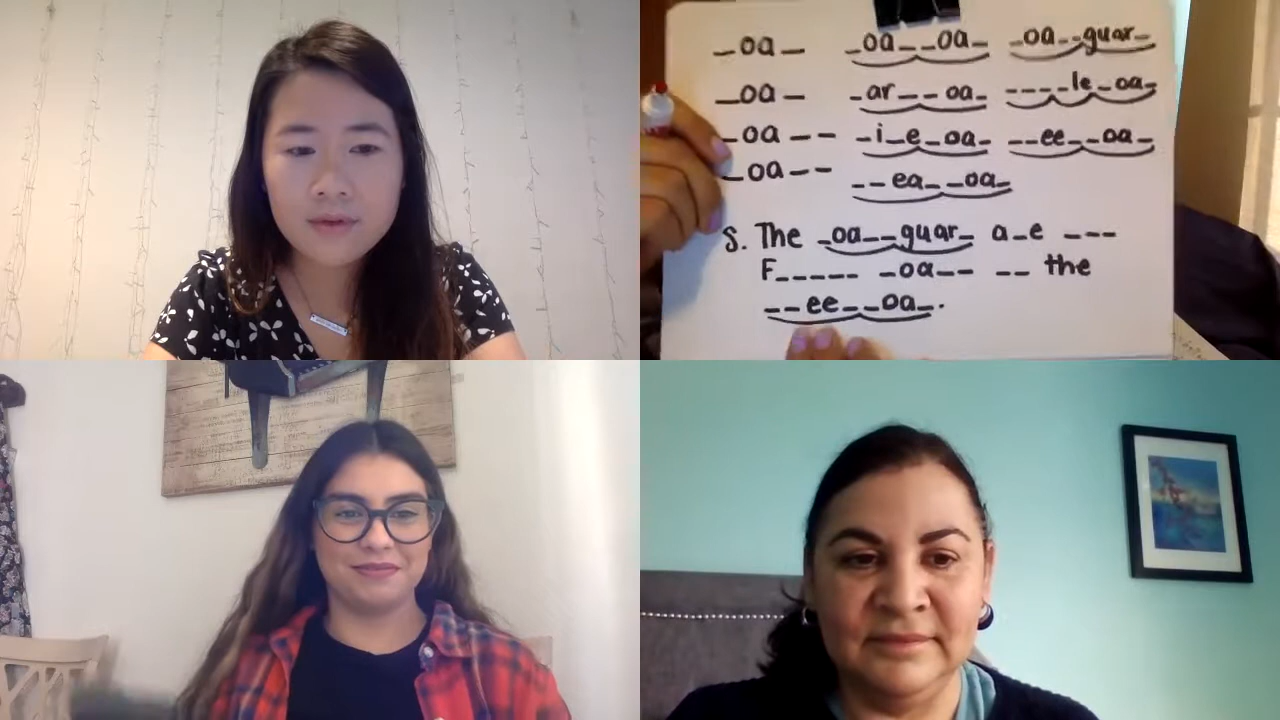 _oa_ _oa__oa_ _oa__guar_
_oa_ _ar__oa_ ____le_oa_
_oa__ _i_e_oa_ __ee__oa_
_oa__ __ea__oa_
S. The _oa__guar_ a_e ___
F_____ _oa__ __ the
__ee__oa_.